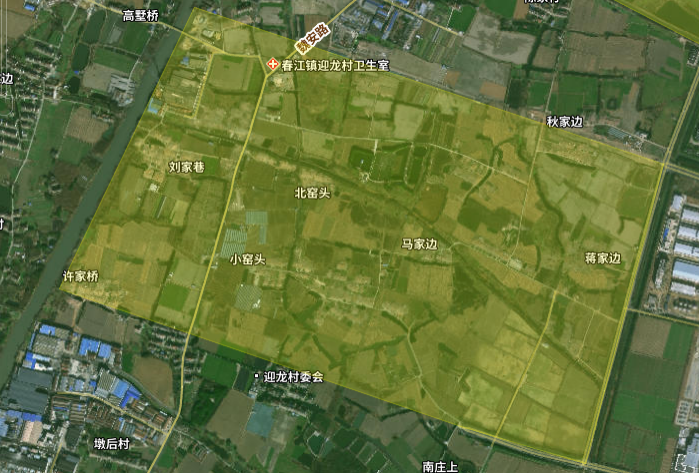 高墅桥
魏安路
春江镇迎龙村卫生室
边
秋家边
刘家巷
北窑头
马家边
小窑头
蒋家边
许家桥
迎龙村委会
墩后村
南庄上